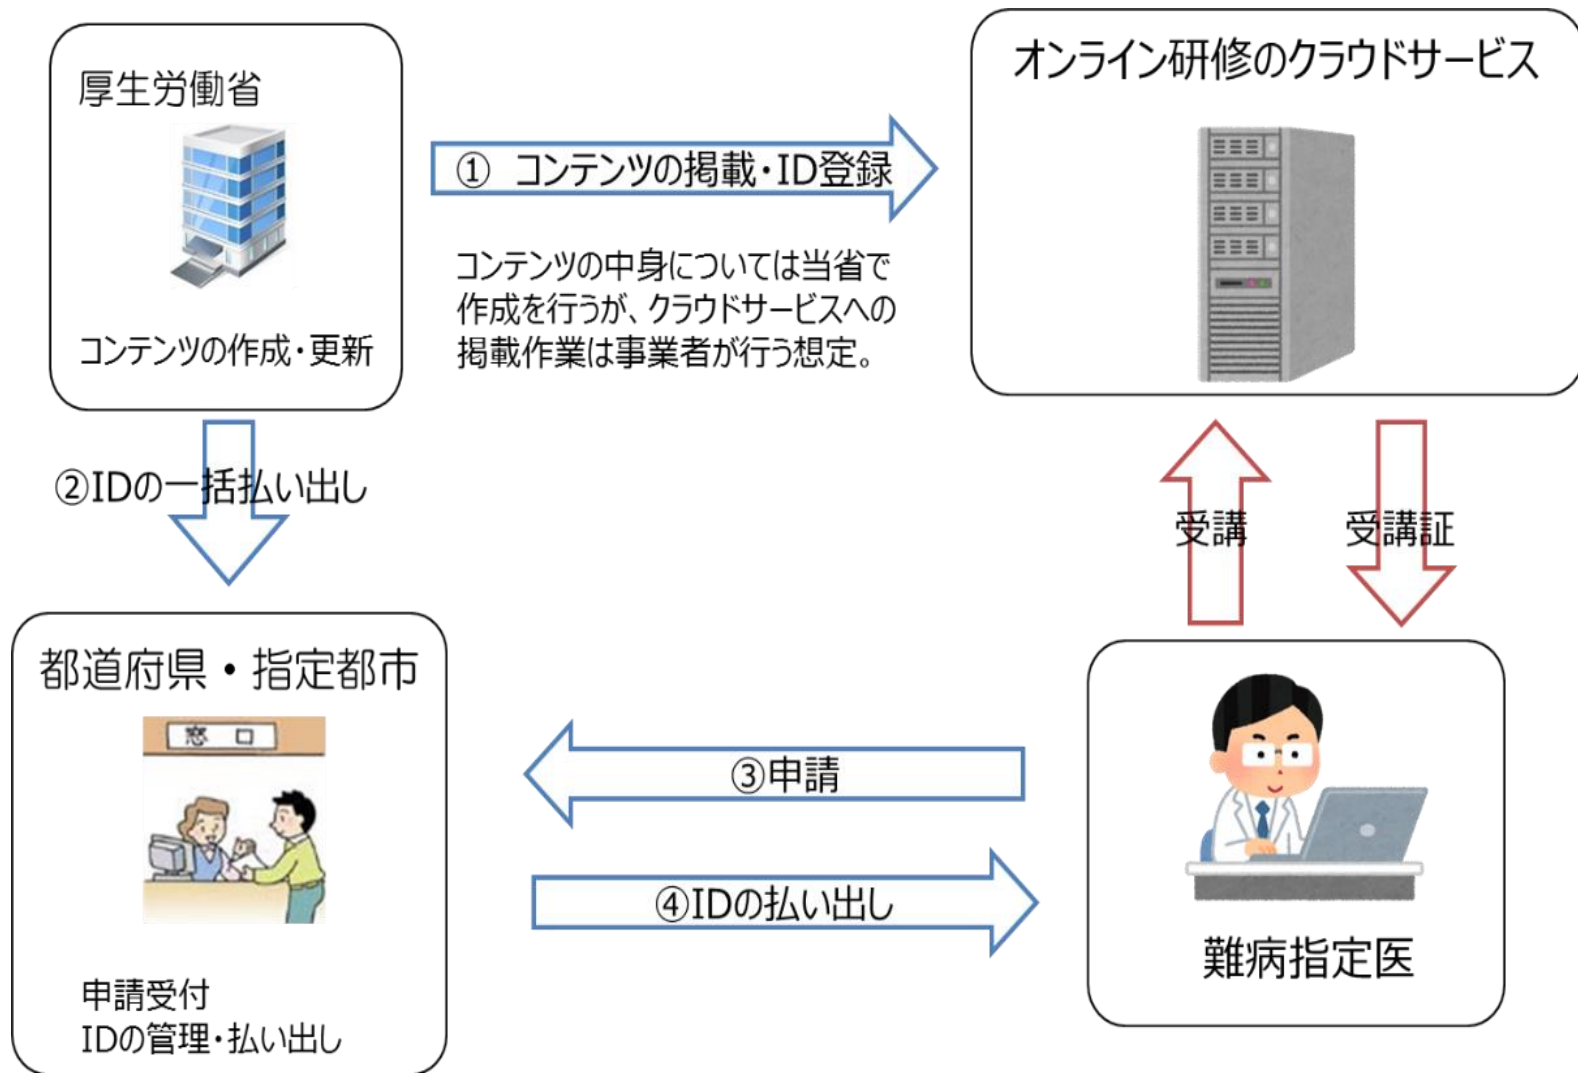 厚生労働省
コンテンツの作成・更新
① コンテンツの掲載・ID登録
コンテンツの中身については当省で
作成を行うが、クラウドサービスへの
掲載作業は事業者が行う想定。
オンライン研修のクラウドサービス
②IDの一括払い出し
受講
受講証
都道府県・指定都市
窓口
申請受付
IDの管理・払い出し
③申請
④IDの払い出し
難病指定医